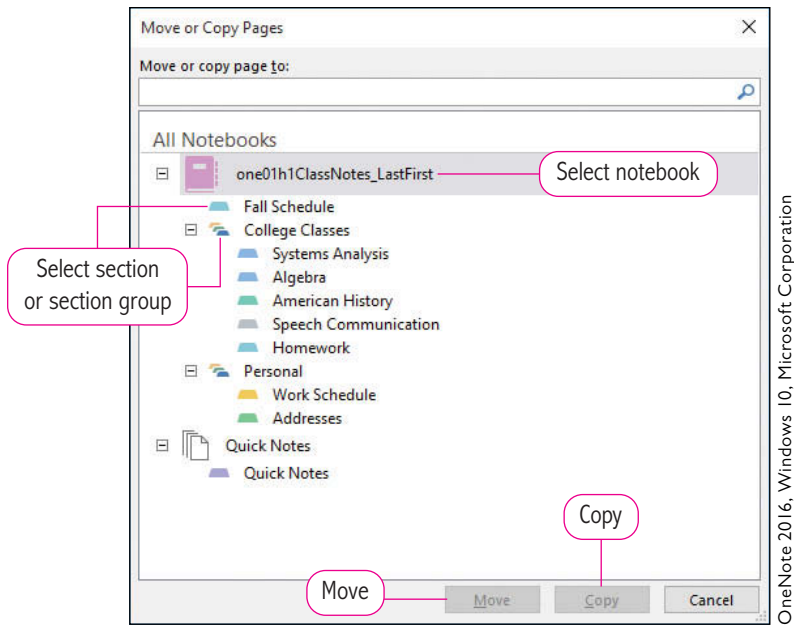 Move or Copy Pages
Move or copy page to:
All Notebooks
one01h1ClassNotes_LastFirst
Select notebook
Fall Schedule
College Classes
Systems Analysis
Select section
or section group
Algebra
American History
Speech Communication
Homework
Personal
Work Schedule
Addresses
Quick Notes
Quick Notes
Copy
Move
Move
Copy
Cancel
OneNote 2016, Windows 10, Microsoft Corporation